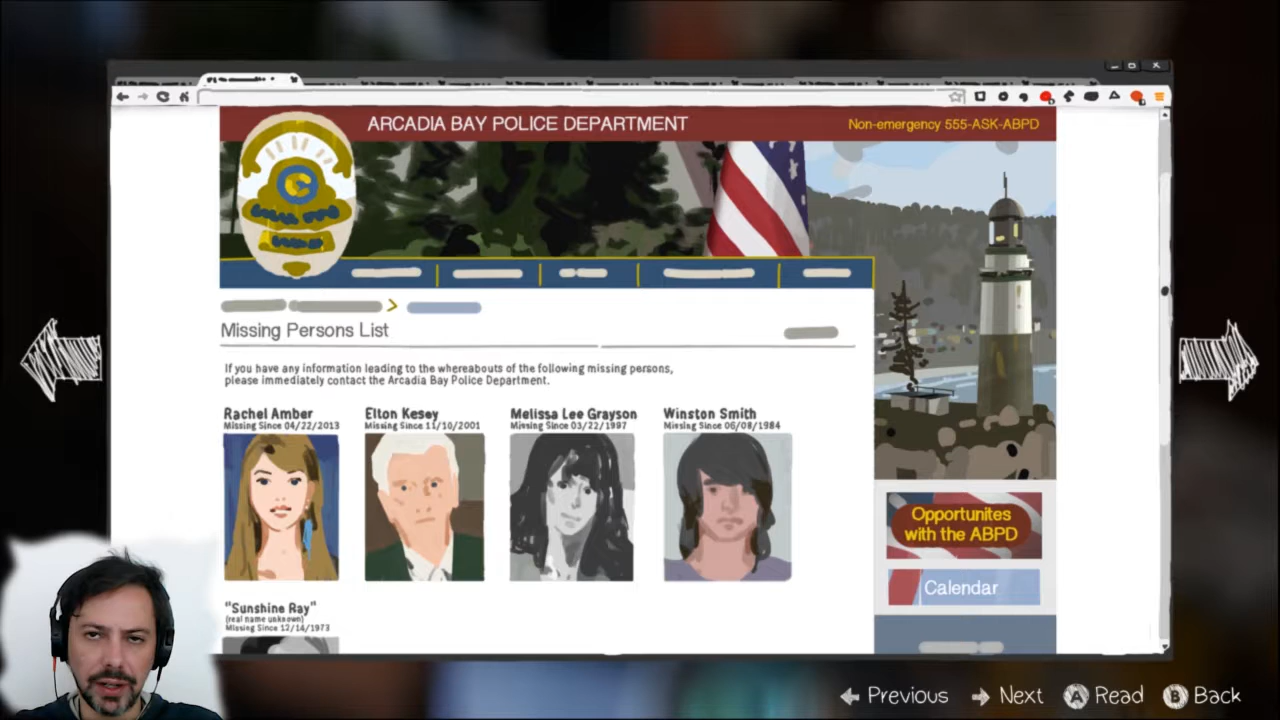 ARCADIA BAY POLICE DEPARTMENT
Non-emergency 555-ASK-ABPD
Missing Persons List
If you have any information leading to the whereabouts of the following missing persons,
please immediately contact the Arcadia Bay Police Department.
Rachel Amber
Missing Since 04/22/2013
Elton Kesey
Missing Since 11/10/2001
Melissa Lee Grayson
Missing Since 03/22/1997
Winston Smith
Missing Since 06/08/1984
"Sunshine Ray"
(real name unknown)
Missing Since 12/14/1973
Opportunites
with the ABPD
Calendar
Previous
Next
A Read
B Back